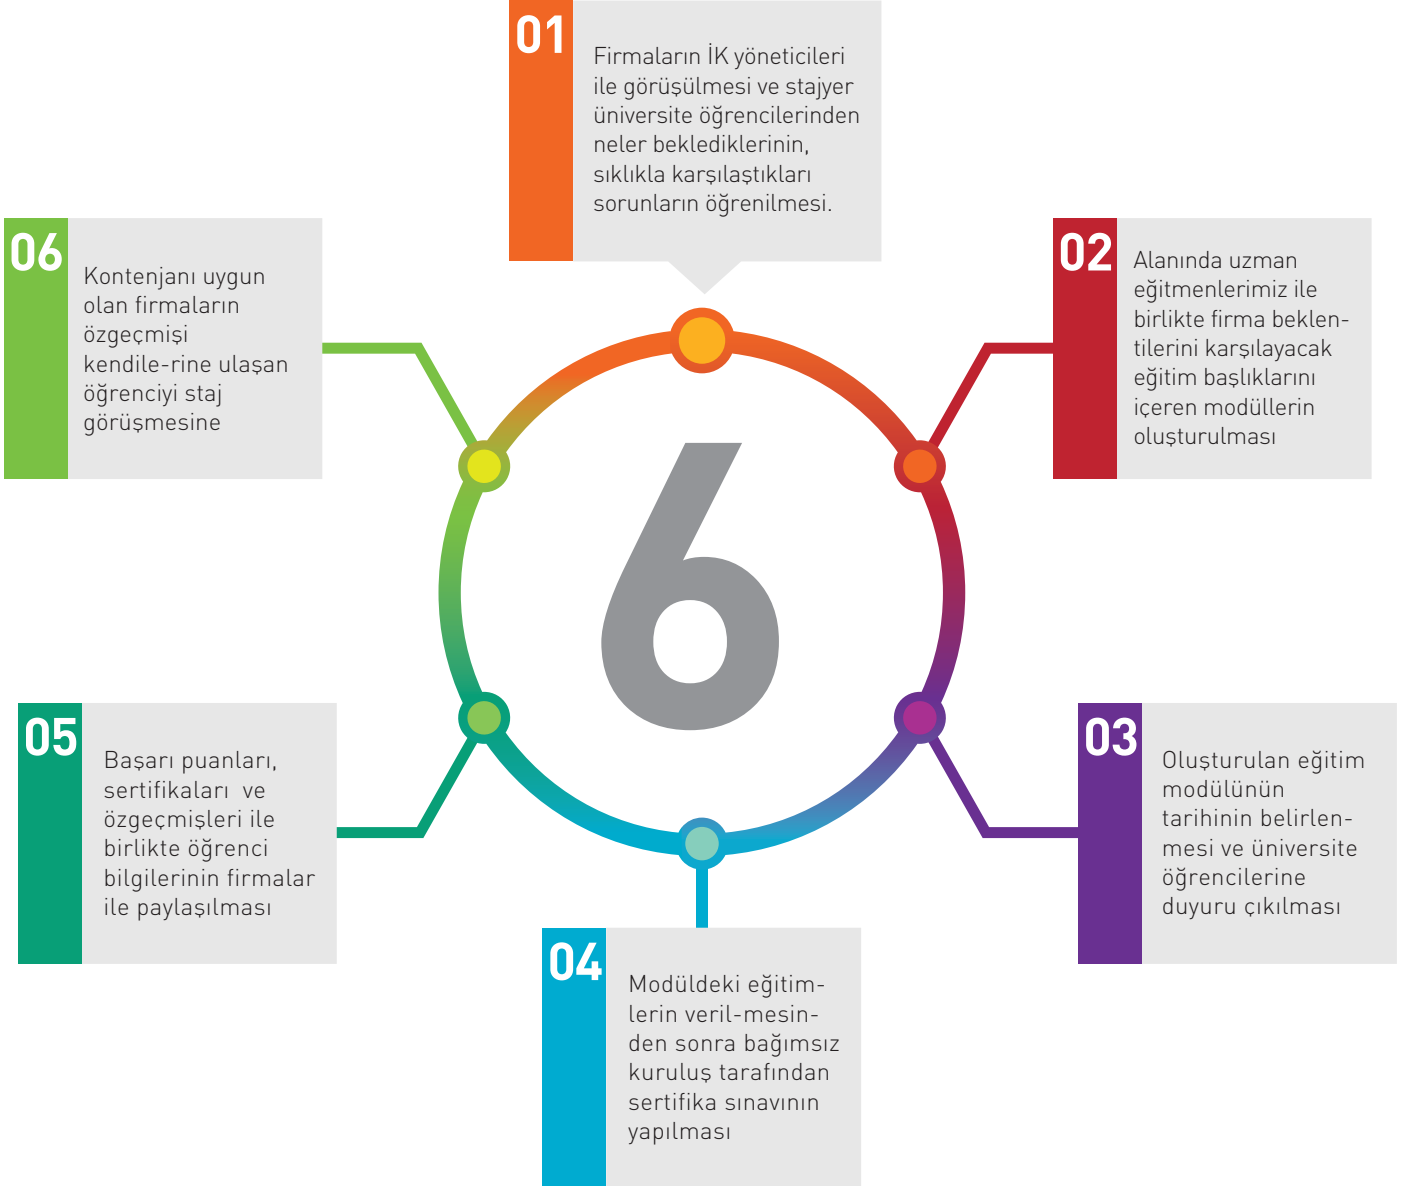 01
Firmaların İK yöneticileri
ile görüşülmesi ve stajyer
üniversite öğrencilerinden
neler beklediklerinin,
sıklıkla karşılaştıkları
sorunların öğrenilmesi.
02
Alanında uzman
eğitmenlerimiz ile
birlikte firma beklen-
tilerini karşılayacak
eğitim başlıklarını
içeren modüllerin
oluşturulması
03
Oluşturulan eğitim
modülünün
tarihinin belirlen-
mesi ve üniversite
öğrencilerine
duyuru çıkılması
04
Modüldeki eğitim-
lerin veril-mesin-
den sonra bağımsız
kuruluş tarafından
sertifika sınavının
yapılması
05
Başarı puanları,
sertifikaları  ve
özgeçmişleri ile
birlikte öğrenci
bilgilerinin firmalar
ile paylaşılması
06
Kontenjanı uygun
olan firmaların
özgeçmişi
kendile-rine ulaşan
öğrenciyi staj
görüşmesine
6